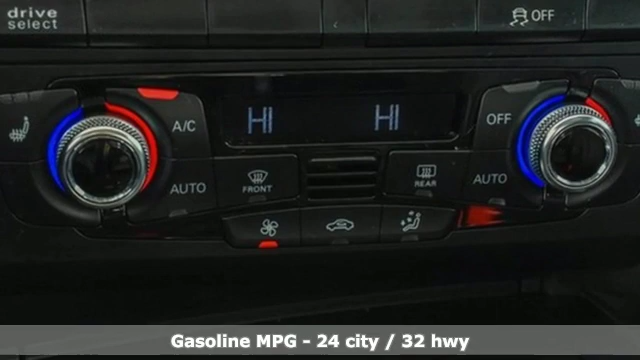 drive
select
OFF
HI HI
A/C
OFF
AUTO
FRONT
REAR
AUTO
Gasoline MPG - 24 city / 32 hwy